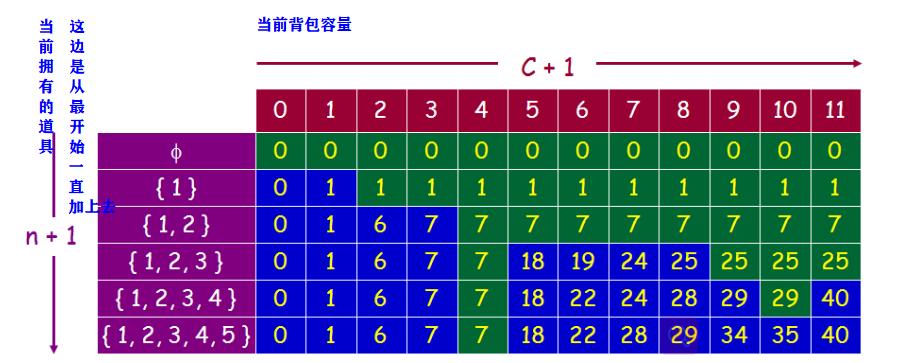 当前拥有的道具
这边是从最开始一直加上去
当前背包容量
C + 1
0 1 2 3 4 5 6 7 8 9 10 11
ϕ 0 0 0 0 0 0 0 0 0 0 0 0
{ 1 } 0 1 1 1 1 1 1 1 1 1 1 1
{ 1, 2 } 0 1 6 7 7 7 7 7 7 7 7 7
n + 1
{ 1, 2, 3 } 0 1 6 7 7 18 19 24 25 25 25 25
{ 1, 2, 3, 4 } 0 1 6 7 7 18 22 24 28 29 29 40
{ 1, 2, 3, 4, 5 } 0 1 6 7 7 18 22 28 29 34 35 40